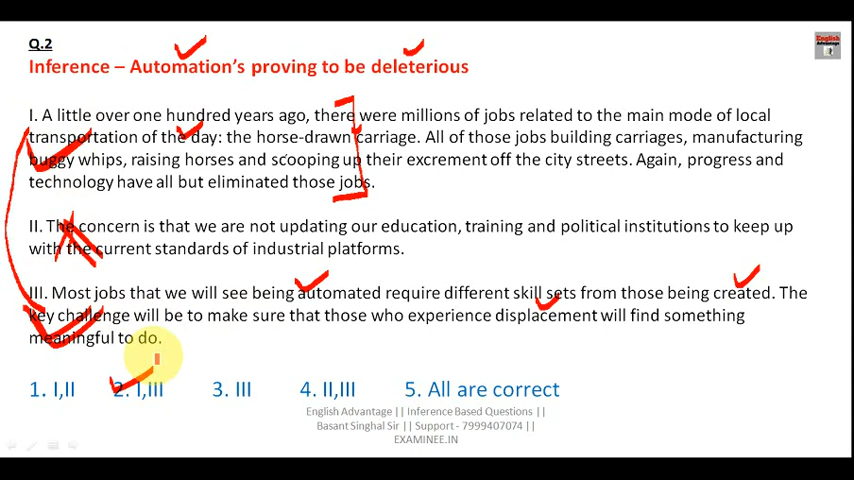 Q.2
English
Advantage
Inference – Automation's proving to be deleterious
I. A little over one hundred years ago, there were millions of jobs related to the main mode of local
transportation of the day: the horse-drawn carriage. All of those jobs building carriages, manufacturing
buggy whips, raising horses and scooping up their excrement off the city streets. Again, progress and
technology have all but eliminated those jobs.
II. The concern is that we are not updating our education, training and political institutions to keep up
with the current standards of industrial platforms.
III. Most jobs that we will see being automated require different skill sets from those being created. The
key challenge will be to make sure that those who experience displacement will find something
meaningful to do.
1. I,II 2. I,III 3. III 4. II,III 5. All are correct
English Advantage || Inference Based Questions ||
Basant Singhal Sir || Support - 7999407074 ||
EXAMINEE.IN